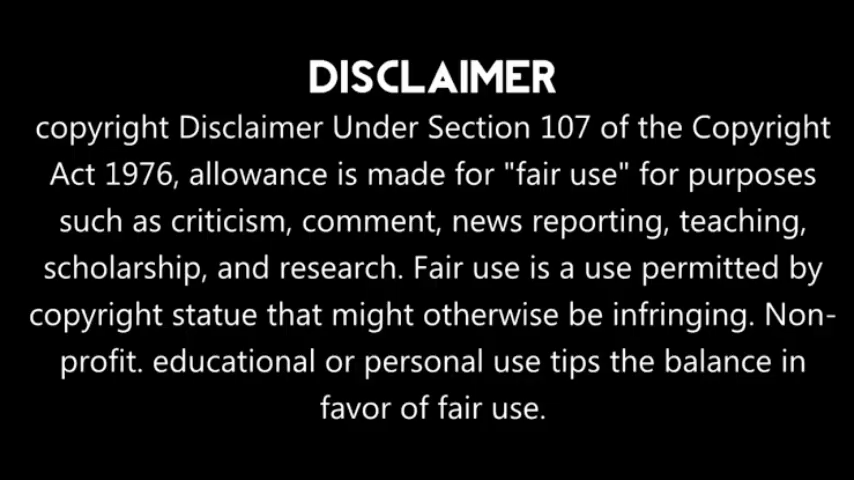 DISCLAIMER
copyright Disclaimer Under Section 107 of the Copyright
Act 1976, allowance is made for "fair use" for purposes
such as criticism, comment, news reporting, teaching,
scholarship, and research. Fair use is a use permitted by
copyright statue that might otherwise be infringing. Non-
profit. educational or personal use tips the balance in
favor of fair use.